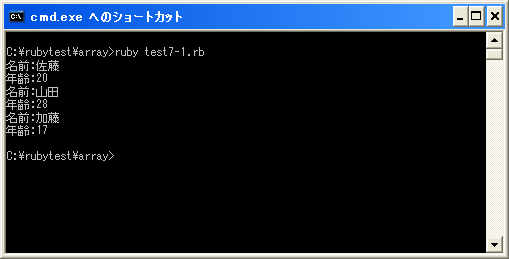 cmd.exe へのショートカット
C:¥rubytest¥array>ruby test7-1.rb
名前:佐藤
年齢:20
名前:山田
年齢:28
名前:加藤
年齢:17
C:¥rubytest¥array>